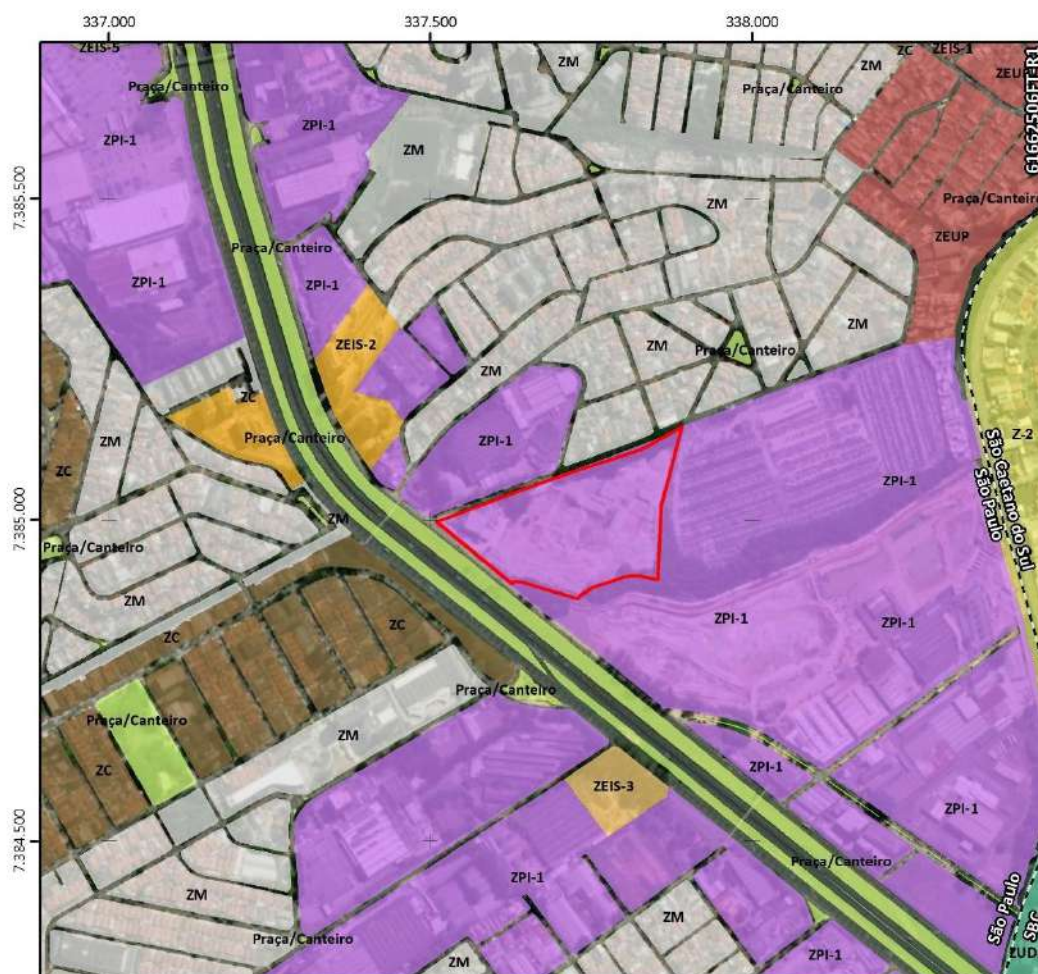 337.000
337.500
338.000
ZEIS-5
Praça/Canteiro
ZM
ZC
ZEIS-1
ZM
ZEUP
Praça/Canteiro
61662506ETER1
ZPI-1
ZPI-1
ZM
7.385.500
Praça/Canteiro
ZM
ZEUP
Praça/Canteiro
ZPI-1
ZPI-1
ZM
ZEIS-2
ZM
Praça/Canteiro
ZM
ZC
Praça/Canteiro
ZM
ZPI-1
ZC
Z-2
São Caetano do Sul
São Paulo
ZPI-1
7.385.000
ZM
Praça/Canteiro
ZM
ZC
ZC
ZPI-1
ZPI-1
Praça/Canteiro
Praça/Canteiro
ZM
ZC
ZPI-1
ZEIS-3
ZPI-1
7.384.500
Praça/Canteiro
ZPI-1
ZM
ZM
Praça/Canteiro
ZM
ZPI-1
São Paulo
SBC
ZUD